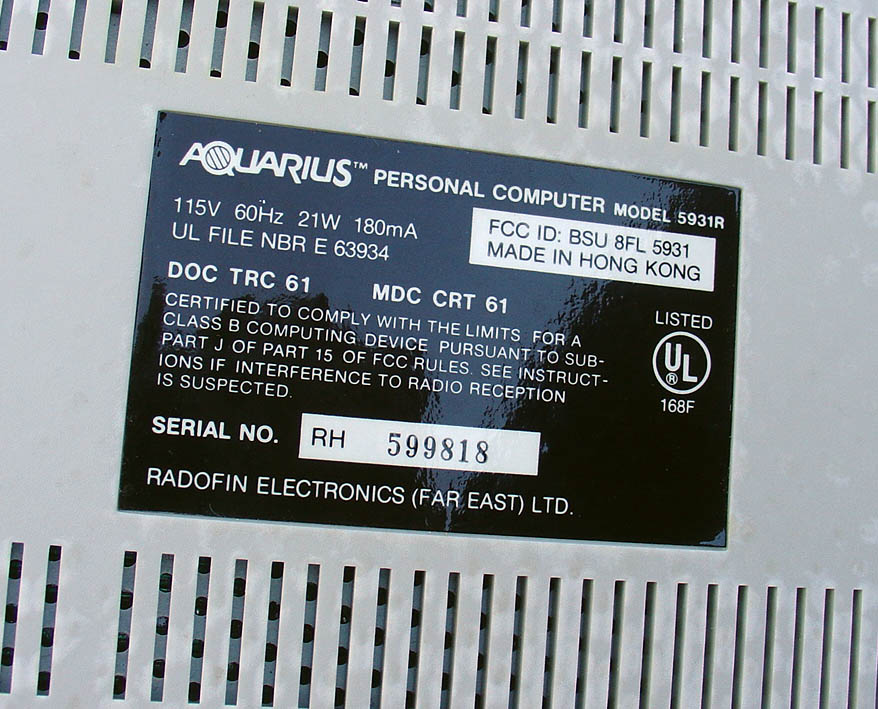 AQUARIUS™ PERSONAL COMPUTER MODEL 5931R
115V 60Hz 21W 180mA
UL FILE NBR E 63934
FCC ID: BSU 8FL 5931
MADE IN HONG KONG
DOC TRC 61 MDC CRT 61
CERTIFIED TO COMPLY WITH THE LIMITS FOR A
CLASS B COMPUTING DEVICE PURSUANT TO SUB-
PART J OF PART 15 OF FCC RULES. SEE INSTRUCT-
IONS IF INTERFERENCE TO RADIO RECEPTION
IS SUSPECTED.
LISTED
UL®
168F
SERIAL NO. RH 599818
RADOFIN ELECTRONICS (FAR EAST) LTD.